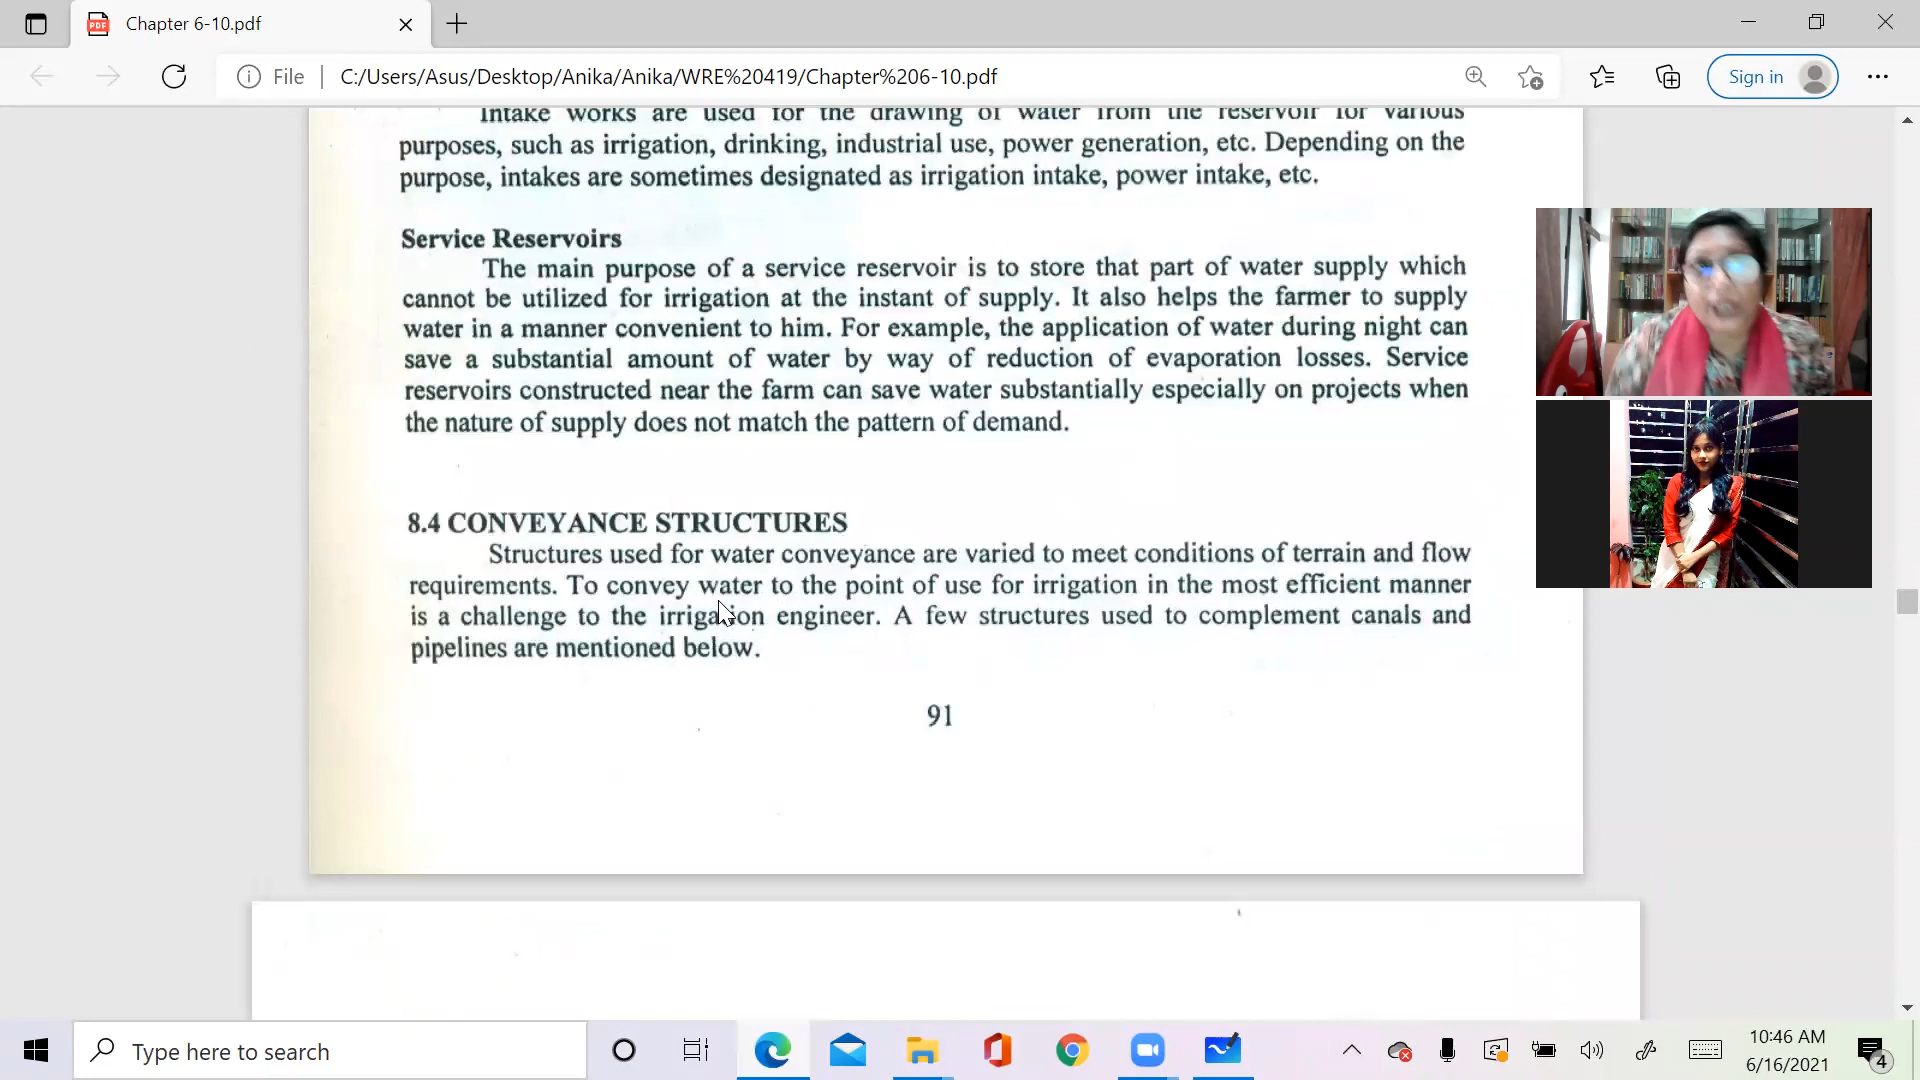 Chapter 6-10.pdf
File
C:/Users/Asus/Desktop/Anika/Anika/WRE%20419/Chapter%206-10.pdf
Sign in
Intake works are used for the drawing of water from the reservoir for various
purposes, such as irrigation, drinking, industrial use, power generation, etc. Depending on the
purpose, intakes are sometimes designated as irrigation intake, power intake, etc.
Service Reservoirs
The main purpose of a service reservoir is to store that part of water supply which
cannot be utilized for irrigation at the instant of supply. It also helps the farmer to supply
water in a manner convenient to him. For example, the application of water during night can
save a substantial amount of water by way of reduction of evaporation losses. Service
reservoirs constructed near the farm can save water substantially especially on projects when
the nature of supply does not match the pattern of demand.
8.4 CONVEYANCE STRUCTURES
Structures used for water conveyance are varied to meet conditions of terrain and flow
requirements. To convey water to the point of use for irrigation in the most efficient manner
is a challenge to the irrigation engineer. A few structures used to complement canals and
pipelines are mentioned below.
91
Type here to search
10:46 AM
6/16/2021
4